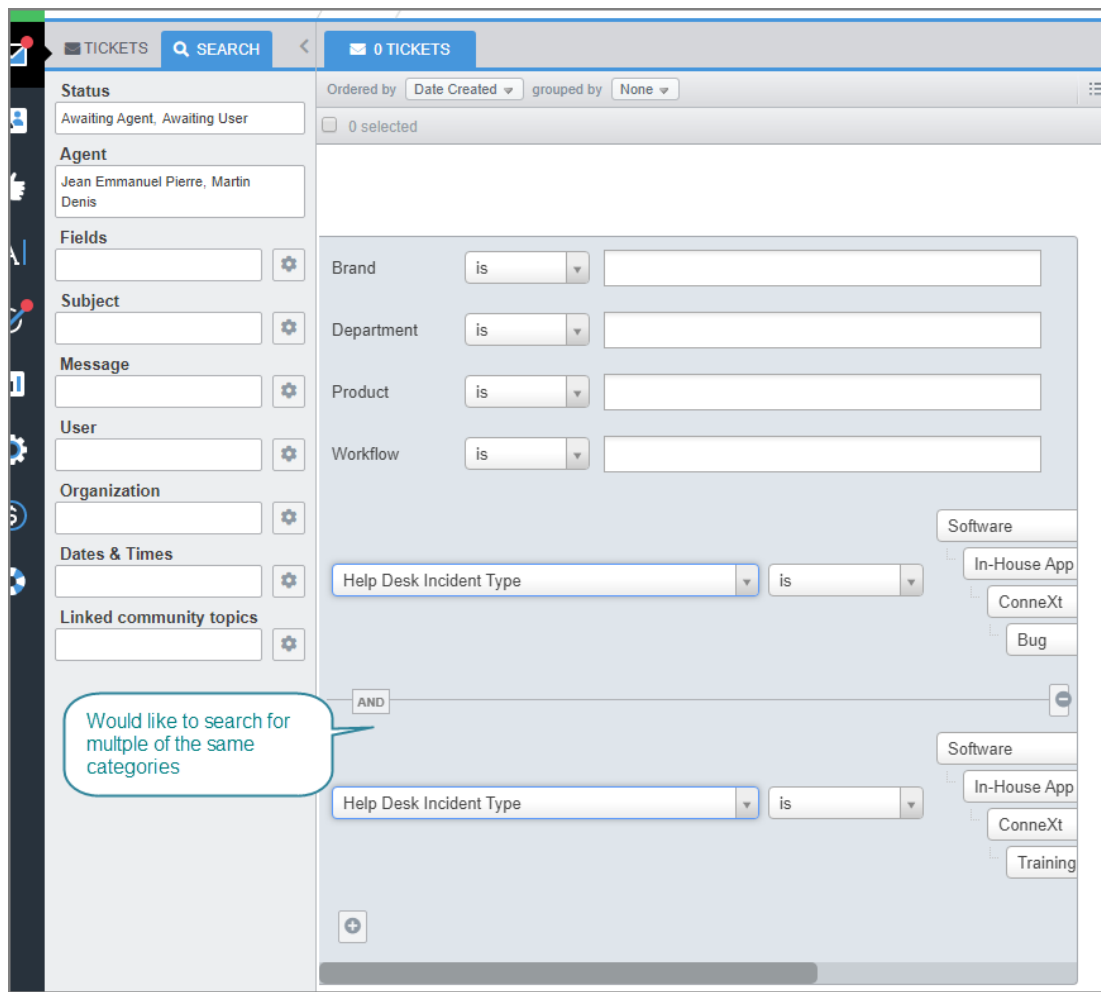 TICKETS
SEARCH
0 TICKETS
Status
Awaiting Agent, Awaiting User
Agent
Jean Emmanuel Pierre, Martin
Denis
Fields
Subject
Message
User
Organization
Dates & Times
Linked community topics
Would like to search for
multple of the same
categories
Ordered by Date Created grouped by None
0 selected
Brand is
Department is
Product is
Workflow is
Software
In-House App
Help Desk Incident Type is
ConneXt
Bug
AND
Software
In-House App
Help Desk Incident Type is
ConneXt
Training